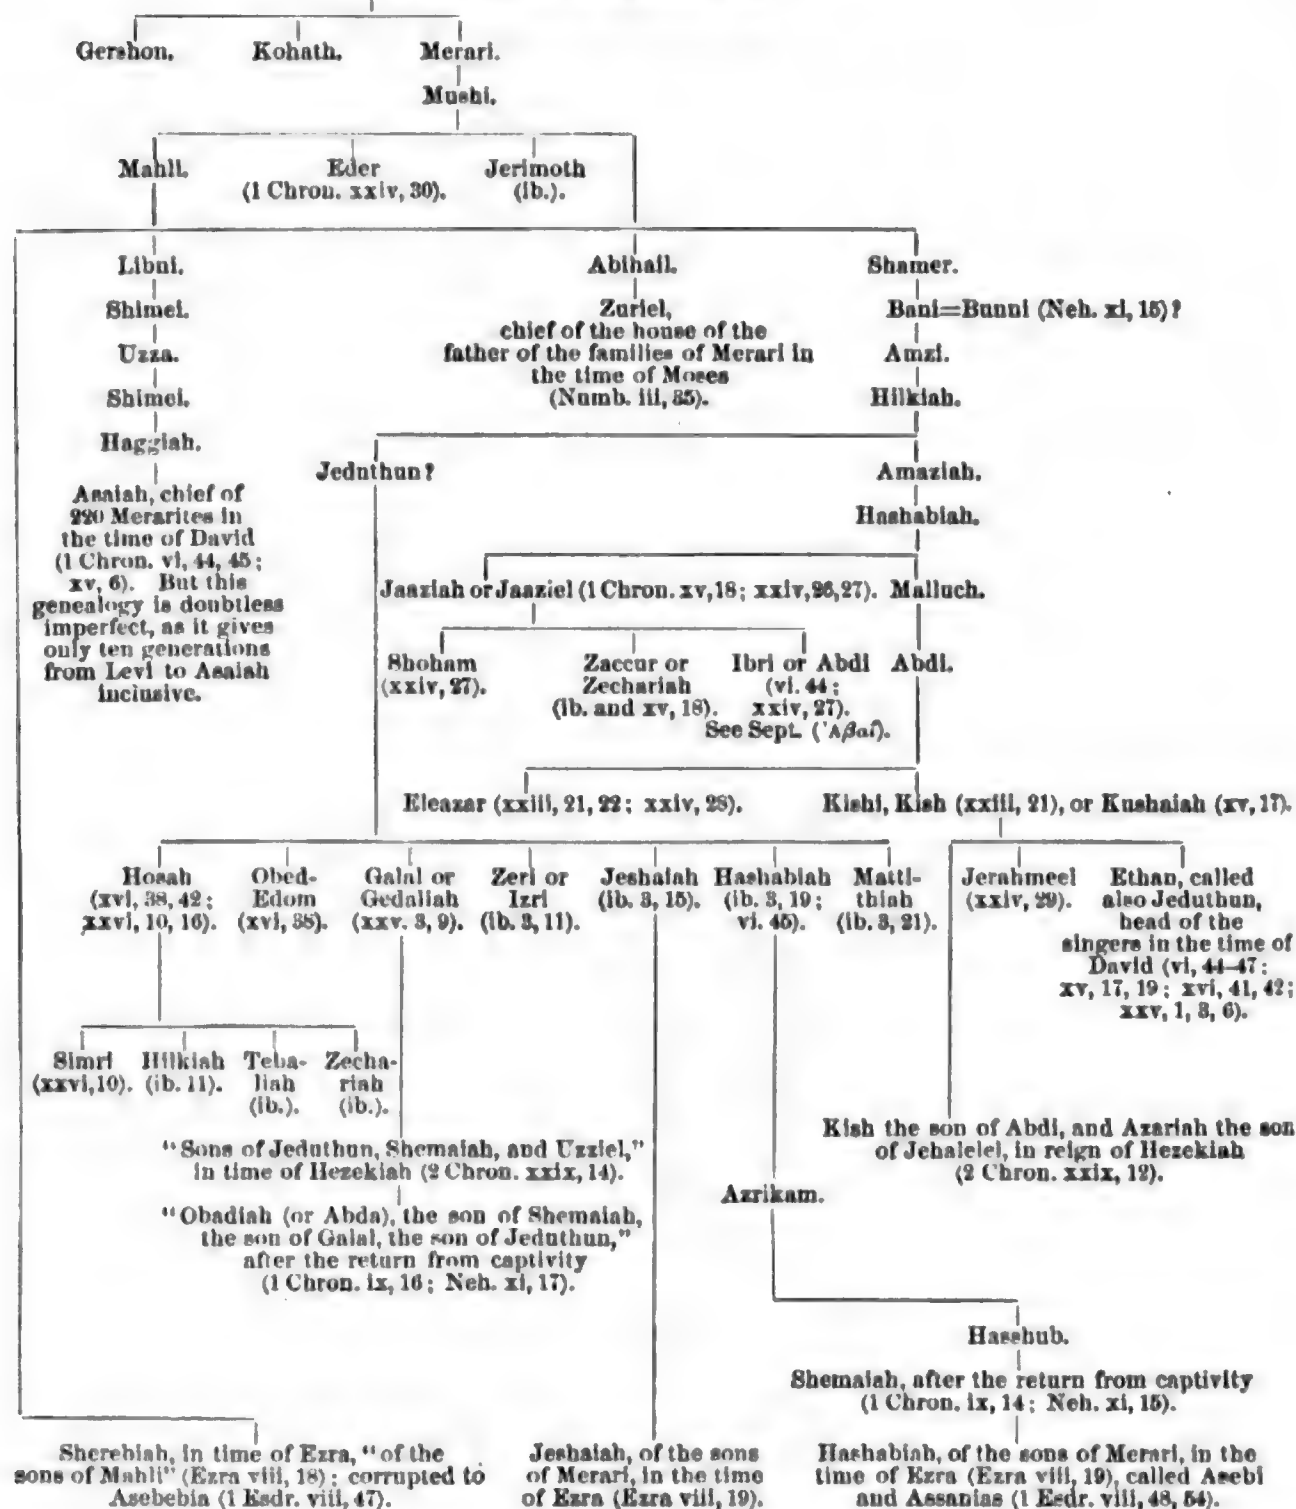 Gershon. Kohath. Merari.
Mushi.
Mahli. Eder Jerimoth
(1 Chron. xxiv, 30). (ib.).
Libni. Abihail. Shamer.
Shimei. Zuriel, Bani=Bunni (Neh. xi, 15)?
chief of the house of the
Uzza. father of the families of Merari in Amzi.
the time of Moses
Shimei. (Numb. iii, 35). Hilkiah.
Haggiah.
Jeduthun? Amaziah.
Asaiah, chief of
220 Merarites in
the time of David
(1 Chron. vi, 44, 45;
xv, 6). But this
genealogy is doubtless
imperfect, as it gives
only ten generations
from Levi to Asaiah
inclusive.
Hashabiah.
Jaaziah or Jaaziel (1 Chron. xv, 18; xxiv, 26, 27). Malluch.
Shoham Zaccur or Ibri or Abdi Abdi.
(xxiv, 27). Zechariah (vi. 44;
(ib. and xv, 18). xxiv, 27).
See Sept. (Ἀβαί).
Eleazar (xxiii, 21, 22; xxiv, 28). Kishi, Kish (xxiii, 21), or Kushaiah (xv, 17).
Hosah Obed- Galal or Zeri or Jeshaiah Hashabiah Matti- Jerahmeel Ethan, called
(xvi, 38, 42; Edom Gedaliah Izri (ib. 3, 15). (ib. 3, 19; thiah (xxiv, 29). also Jeduthun,
xxvi, 10, 16). (xvi, 38). (xxv. 3, 9). (ib. 3, 11). vi. 45). (ib. 3, 21). head of the
singers in the time of
David (vi, 44-47;
xv, 17, 19; xvi, 41, 42;
xxv, 1, 3, 6).
Simri Hilkiah Teba- Zecha-
(xxvi, 10). (ib. 11). liah riah
(ib.). (ib.).
"Sons of Jeduthun, Shemaiah, and Uzziel,"
in time of Hezekiah (2 Chron. xxix, 14).
Kish the son of Abdi, and Azariah the son
of Jehalelel, in reign of Hezekiah
(2 Chron. xxix, 12).
Azrikam.
"Obadiah (or Abda), the son of Shemaiah,
the son of Galal, the son of Jeduthun,"
after the return from captivity
(1 Chron. ix, 16; Neh. xi, 17).
Hasshub.
Shemaiah, after the return from captivity
(1 Chron. ix, 14; Neh. xi, 15).
Sherebiah, in time of Ezra, "of the
sons of Mahli" (Ezra viii, 18); corrupted to
Asebebia (1 Esdr. viii, 47).
Jeshaiah, of the sons
of Merari, in the time
of Ezra (Ezra viii, 19).
Hashabiah, of the sons of Merari, in the
time of Ezra (Ezra viii, 19), called Asebi
and Assanias (1 Esdr. viii, 48, 54).